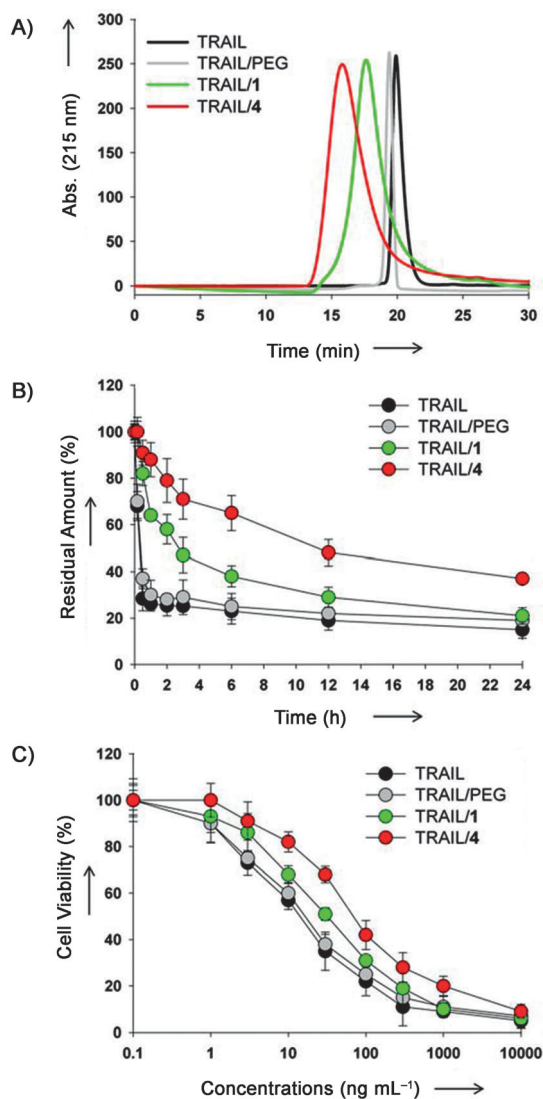 A)
TRAIL
TRAIL/PEG
TRAIL/1
TRAIL/4
Abs. (215 nm)
300
250
200
150
100
50
0
0 5 10 15 20 25 30
Time (min)
B)
TRAIL
TRAIL/PEG
TRAIL/1
TRAIL/4
Residual Amount (%)
120
100
80
60
40
20
0
0 2 4 6 8 10 12 14 16 18 20 22 24
Time (h)
C)
TRAIL
TRAIL/PEG
TRAIL/1
TRAIL/4
Cell Viability (%)
120
100
80
60
40
20
0
0.1 1 10 100 1000 10000
Concentrations (ng mL⁻¹)